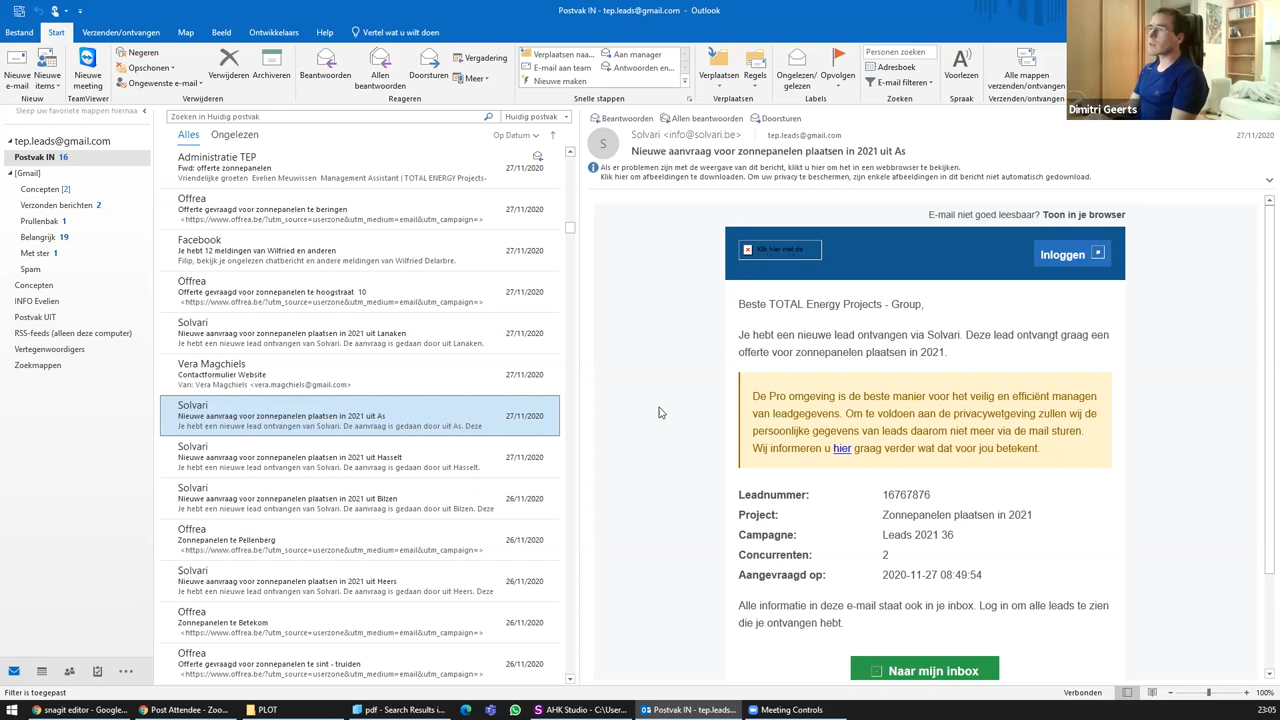 Postvak IN - tep.leads@gmail.com - Outlook
Bestand Start Verzenden/ontvangen Map Beeld Ontwikkelaars Help Vertel wat u wilt doen
Nieuwe e-mail
Nieuwe items
Nieuw
Nieuwe meeting
TeamViewer
Negeren
Opschonen
Ongewenste e-mail
Verwijderen
Archiveren
Verwijderen
Beantwoorden
Allen beantwoorden
Doorsturen
Vergadering
Meer
Reageren
Verplaatsen naa...
E-mail aan team
Nieuwe maken
Aan manager
Antwoorden en...
Snelle stappen
Verplaatsen
Regels
Verplaatsen
Ongelezen/ gelezen
Opvolgen
Labels
Personen zoeken
Adresboek
E-mail filteren
Zoeken
Voorlezen
Spraak
Alle mappen verzenden/ontvangen
Verzenden/ontvangen
Dimitri Geerts
Sleep uw favoriete mappen hiernaa
tep.leads@gmail.com
Postvak IN 16
[Gmail]
Concepten [2]
Verzonden berichten 2
Prullenbak 1
Belangrijk 19
Met ster 1
Spam
Concepten
INFO Evelien
Postvak UIT
RSS-feeds (alleen deze computer)
Vertegenwoordigers
Zoekmappen
Zoeken in Huidig postvak Huidig postvak
Alles Ongelezen Op Datum
Administratie TEP
Fwd: offerte zonnepanelen 27/11/2020
Vriendelijke groeten Evelien Meuwissen Management Assistant | TOTAL ENERGY PROJECTS-
Offrea
Offerte gevraagd voor zonnepanelen te beringen 27/11/2020
<https://www.offrea.be/?utm_source=userzone&utm_medium=email&utm_campaign=>
Facebook
Je hebt 12 meldingen van Wilfried en anderen 27/11/2020
Filip, bekijk je ongelezen chatbericht en andere meldingen van Wilfried Delarbre.
Offrea
Offerte gevraagd voor zonnepanelen te hoogstraat 10 27/11/2020
<https://www.offrea.be/?utm_source=userzone&utm_medium=email&utm_campaign=>
Solvari
Nieuwe aanvraag voor zonnepanelen plaatsen in 2021 uit Lanaken 27/11/2020
Je hebt een nieuwe lead ontvangen van Solvari. De aanvraag is gedaan door uit Lanaken.
Vera Magchiels
Contactformulier Website 27/11/2020
Van: Vera Magchiels <vera.magchiels@gmail.com>
Solvari
Nieuwe aanvraag voor zonnepanelen plaatsen in 2021 uit As 27/11/2020
Je hebt een nieuwe lead ontvangen van Solvari. De aanvraag is gedaan door uit As. Deze
Solvari
Nieuwe aanvraag voor zonnepanelen plaatsen in 2021 uit Hasselt 27/11/2020
Je hebt een nieuwe lead ontvangen van Solvari. De aanvraag is gedaan door uit Hasselt.
Solvari
Nieuwe aanvraag voor zonnepanelen plaatsen in 2021 uit Bilzen 26/11/2020
Je hebt een nieuwe lead ontvangen van Solvari. De aanvraag is gedaan door uit Bilzen. Deze
Offrea
Zonnepanelen te Pellenberg 26/11/2020
<https://www.offrea.be/?utm_source=userzone&utm_medium=email&utm_campaign=>
Solvari
Nieuwe aanvraag voor zonnepanelen plaatsen in 2021 uit Heers 26/11/2020
Je hebt een nieuwe lead ontvangen van Solvari. De aanvraag is gedaan door uit Heers. Deze
Offrea
Zonnepanelen te Betekom 26/11/2020
<https://www.offrea.be/?utm_source=userzone&utm_medium=email&utm_campaign=>
Offrea
Offerte gevraagd voor zonnepanelen te sint - truiden 26/11/2020
<https://www.offrea.be/?utm_source=userzone&utm_medium=email&utm_campaign=>
Beantwoorden Allen beantwoorden Doorsturen
S
Solvari <info@solvari.be> tep.leads@gmail.com 27/11/2020
Nieuwe aanvraag voor zonnepanelen plaatsen in 2021 uit As
Als er problemen zijn met de weergave van dit bericht, klikt u hier om het in een webbrowser te bekijken.
Klik hier om afbeeldingen te downloaden. Om uw privacy te beschermen, zijn enkele afbeeldingen in dit bericht niet automatisch gedownload.
E-mail niet goed leesbaar? Toon in je browser
Klik hier met de
Inloggen
Beste TOTAL Energy Projects - Group,
Je hebt een nieuwe lead ontvangen via Solvari. Deze lead ontvangt graag een
offerte voor zonnepanelen plaatsen in 2021.
De Pro omgeving is de beste manier voor het veilig en efficiënt managen
van leadgegevens. Om te voldoen aan de privacywetgeving zullen wij de
persoonlijke gegevens van leads daarom niet meer via de mail sturen.
Wij informeren u hier graag verder wat dat voor jou betekent.
Leadnummer: 16767876
Project: Zonnepanelen plaatsen in 2021
Campagne: Leads 2021 36
Concurrenten: 2
Aangevraagd op: 2020-11-27 08:49:54
Alle informatie in deze e-mail staat ook in je inbox. Log in om alle leads te zien
die je ontvangen hebt.
Naar mijn inbox
Filter is toegepast Verbonden 100%
snagit editor - Google... Post Attendee - Zoo... PLOT pdf - Search Results i... AHK Studio - C:\User... Postvak IN - tep.leads... Meeting Controls 23:05